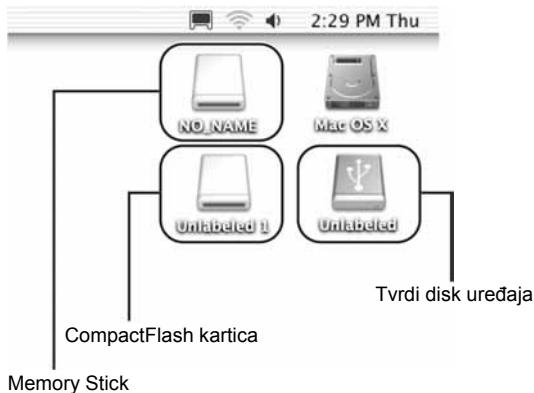 2:29 PM Thu
NO_NAME
Mac OS X
Unlabeled 1
Unlabeled
Tvrdi disk uređaja
CompactFlash kartica
Memory Stick